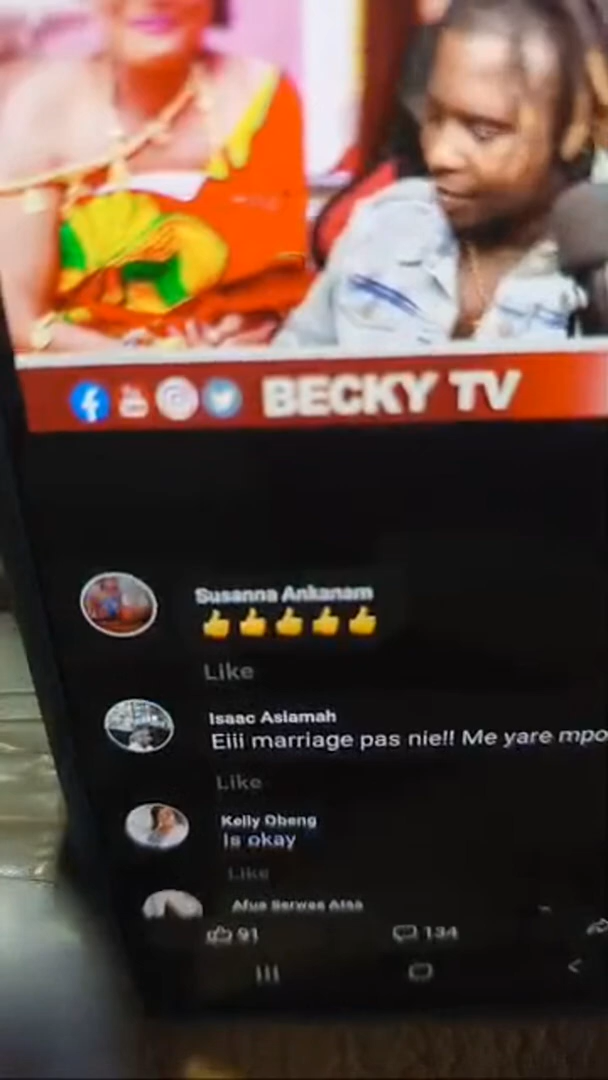 BECKY TV
Susanna Ankanam
👍👍👍👍👍
Like
Isaac Asiamah
Eiii marriage pas nie!! Me yare mpo
Like
Kelly Obeng
Is okay
Like
Afua Serwaa
91 134